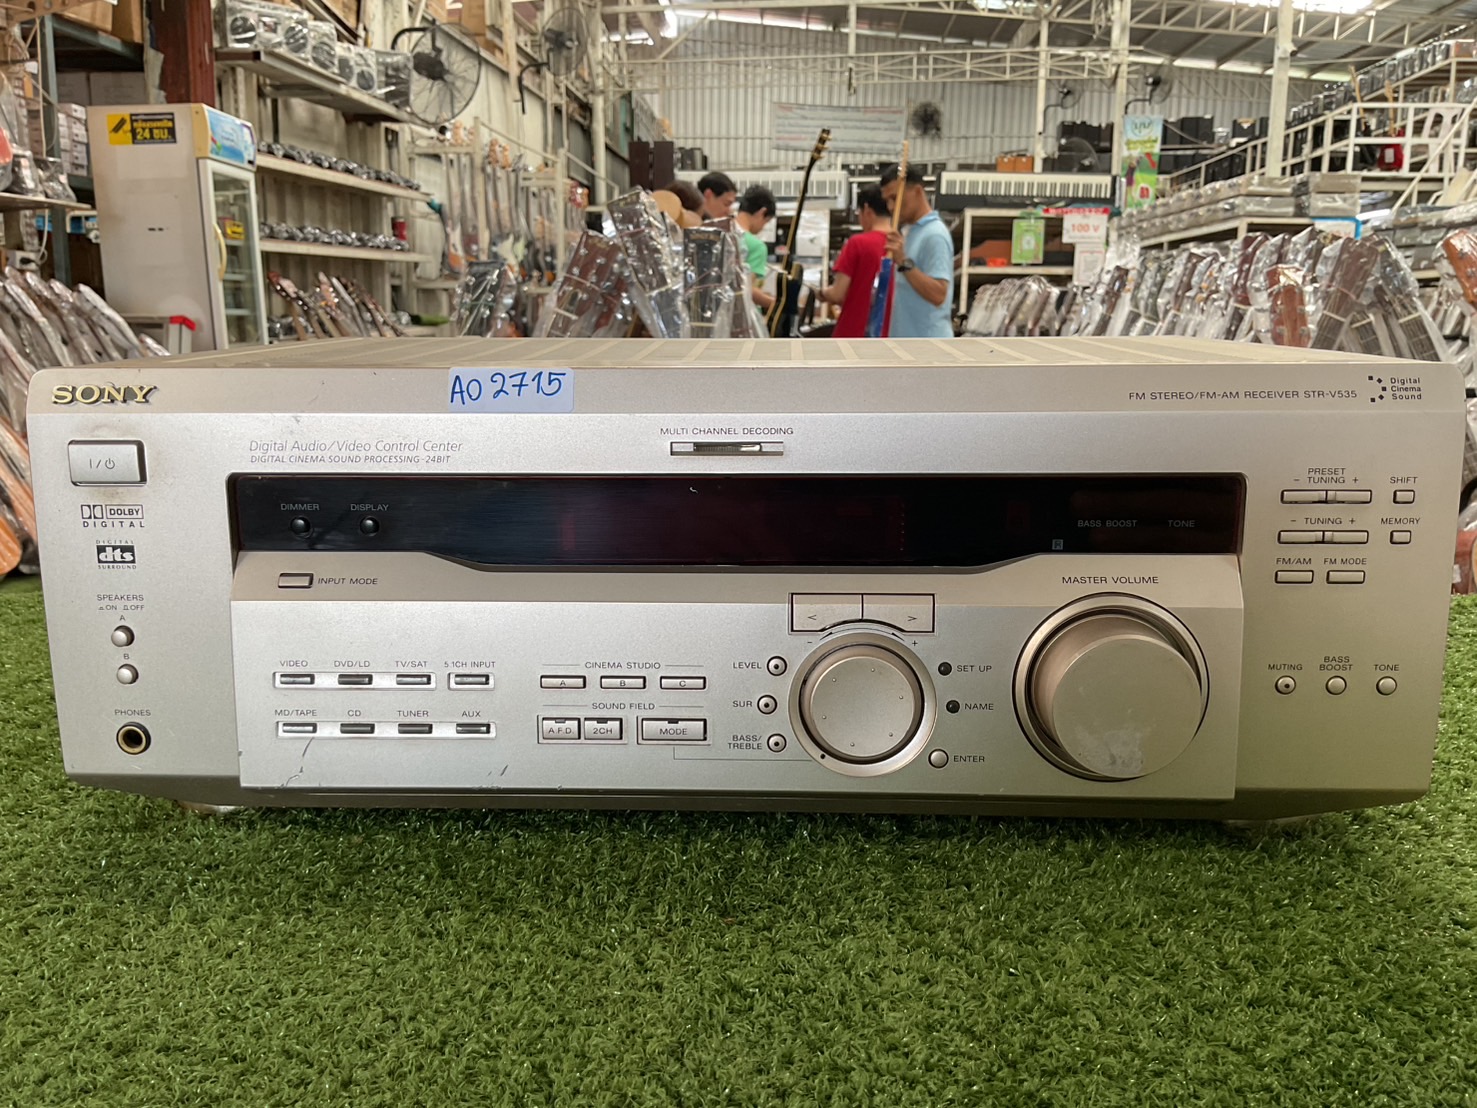 24 ชม.
100 V
SONY
AO 2715
FM STEREO/FM-AM RECEIVER STR-V535
Digital
Cinema
Sound
I/⏻
Digital Audio/Video Control Center
DIGITAL CINEMA SOUND PROCESSING-24BIT
MULTI CHANNEL DECODING
DOLBY
DIGITAL
DIGITAL
dts
SURROUND
DIMMER
DISPLAY
BASS BOOST
TONE
PRESET
- TUNING +
SHIFT
- TUNING +
MEMORY
FM/AM
FM MODE
INPUT MODE
MASTER VOLUME
SPEAKERS
ON OFF
A
B
PHONES
VIDEO
DVD/LD
TV/SAT
5.1CH INPUT
MD/TAPE
CD
TUNER
AUX
CINEMA STUDIO
A
B
C
SOUND FIELD
A.F.D.
2CH
MODE
<
>
-
+
LEVEL
SUR
BASS/
TREBLE
SET UP
NAME
ENTER
MUTING
BASS
BOOST
TONE